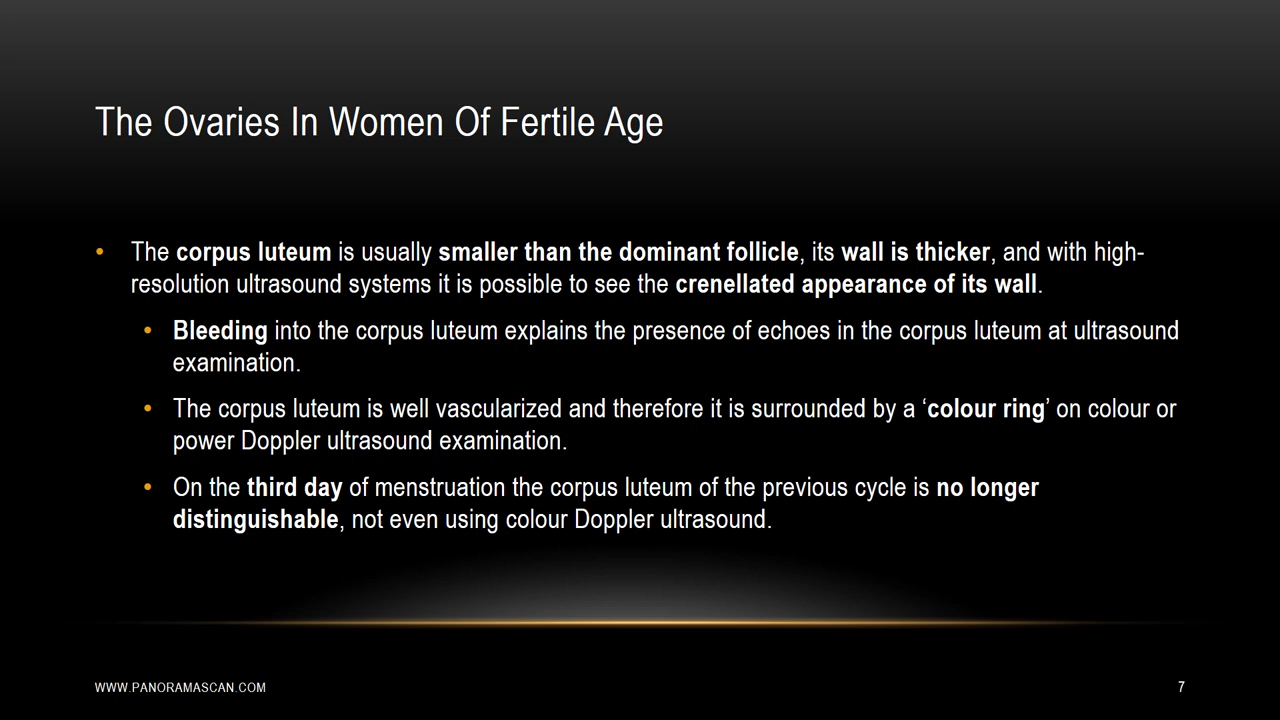 The Ovaries In Women Of Fertile Age
• The corpus luteum is usually smaller than the dominant follicle, its wall is thicker, and with high-
resolution ultrasound systems it is possible to see the crenellated appearance of its wall.
• Bleeding into the corpus luteum explains the presence of echoes in the corpus luteum at ultrasound
examination.
• The corpus luteum is well vascularized and therefore it is surrounded by a ‘colour ring’ on colour or
power Doppler ultrasound examination.
• On the third day of menstruation the corpus luteum of the previous cycle is no longer
distinguishable, not even using colour Doppler ultrasound.
WWW.PANORAMASCAN.COM
7